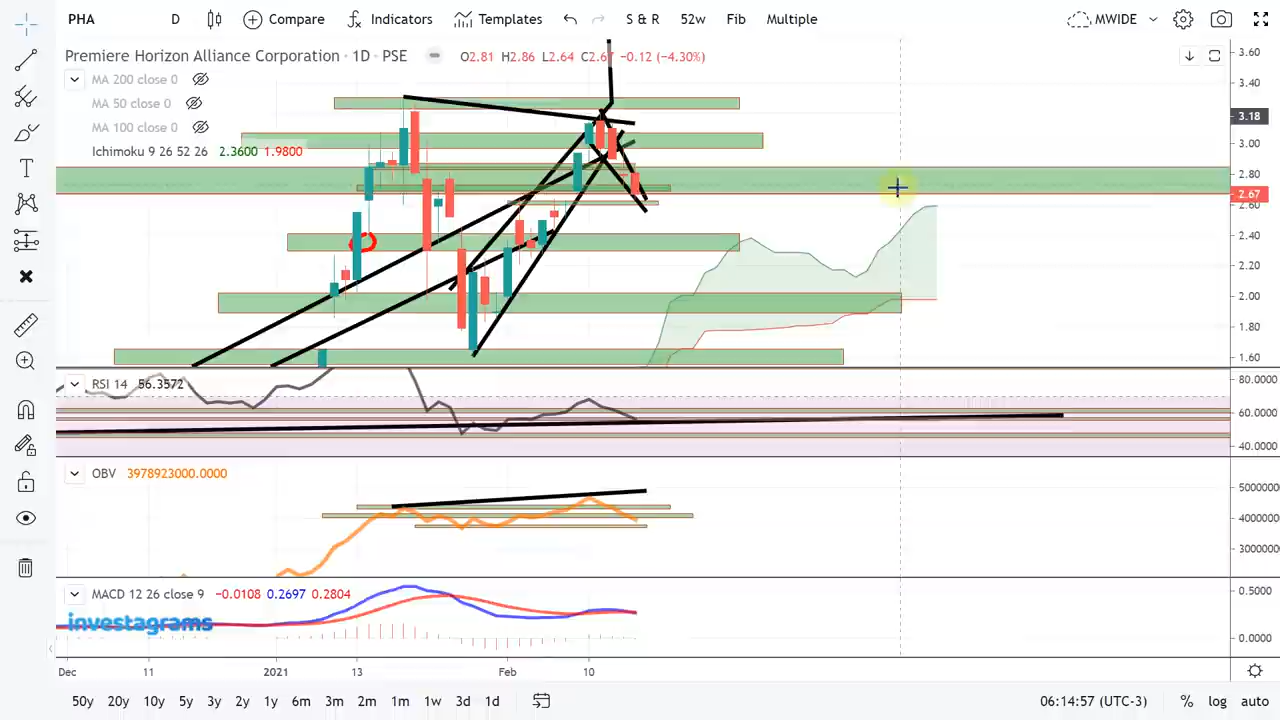 PHA D Compare Indicators Templates S & R 52w Fib Multiple MWIDE
Premiere Horizon Alliance Corporation · 1D · PSE O2.81 H2.86 L2.64 C2.67 −0.12 (−4.30%)
MA 200 close 0
MA 50 close 0
MA 100 close 0
Ichimoku 9 26 52 26 2.3600 1.9800
3.60
3.40
3.18
3.00
2.80
2.67
2.60
2.40
2.20
2.00
1.80
1.60
RSI 14 56.3572
80.0000
60.0000
40.0000
OBV 3978923000.0000
MACD 12 26 close 9 −0.0108 0.2697 0.2804
0.5000
0.0000
investagrams
Dec 11 2021 13 Feb 10
50y 20y 10y 5y 3y 2y 1y 6m 3m 2m 1m 1w 3d 1d 06:14:57 (UTC-3) % log auto